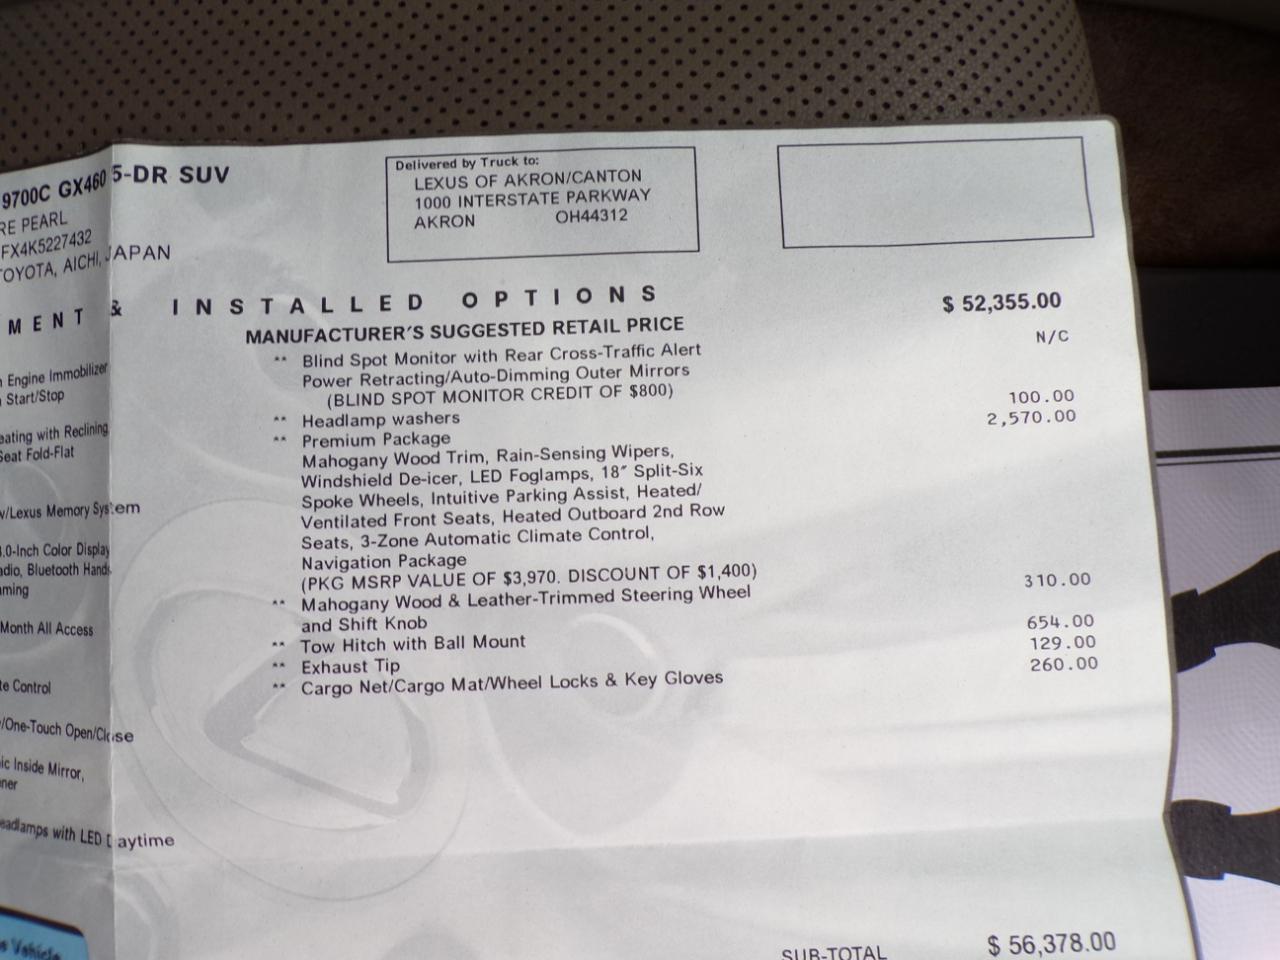 9700C GX460 5-DR SUV
RE PEARL
FX4K5227432
TOYOTA, AICHI, JAPAN
Delivered by Truck to:
LEXUS OF AKRON/CANTON
1000 INTERSTATE PARKWAY
AKRON OH44312
MENT & INSTALLED OPTIONS
MANUFACTURER'S SUGGESTED RETAIL PRICE $ 52,355.00
** Blind Spot Monitor with Rear Cross-Traffic Alert N/C
Power Retracting/Auto-Dimming Outer Mirrors
(BLIND SPOT MONITOR CREDIT OF $800)
** Headlamp washers 100.00
** Premium Package 2,570.00
Mahogany Wood Trim, Rain-Sensing Wipers,
Windshield De-icer, LED Foglamps, 18" Split-Six
Spoke Wheels, Intuitive Parking Assist, Heated/
Ventilated Front Seats, Heated Outboard 2nd Row
Seats, 3-Zone Automatic Climate Control,
Navigation Package
(PKG MSRP VALUE OF $3,970. DISCOUNT OF $1,400)
** Mahogany Wood & Leather-Trimmed Steering Wheel 310.00
and Shift Knob
** Tow Hitch with Ball Mount 654.00
** Exhaust Tip 129.00
** Cargo Net/Cargo Mat/Wheel Locks & Key Gloves 260.00
SUB-TOTAL $ 56,378.00
Engine Immobilizer
Start/Stop
eating with Reclining
Seat Fold-Flat
w/Lexus Memory System
.0-Inch Color Display
adio, Bluetooth Hands
aming
Month All Access
te Control
/One-Touch Open/Close
ic Inside Mirror,
ner
eadlamps with LED Daytime
s Vehicle